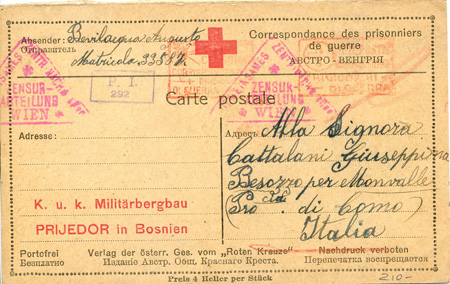 Absender: Bevilacqua Augusto
Отправитель
Matricola 33552.
Correspondance des prisonniers
de guerre
АВСТРО-ВЕНГРІЯ
ZENSUR-
ABTEILUNG
WIEN
F. I.
292
ZENSUR-
ABTEILUNG
WIEN
Carte postale
Adresse:
Адресъ
Alla Signora
Cattalani Giuseppina
Besozzo per Monvalle
(Pro cia di Como)
Italia
K. u. k. Militärbergbau
PRIJEDOR in Bosnien
Portofrei
Безплатно
Verlag der österr. Ges. vom „Roten Kreuze"
Изданіе Австр. Общ. Краснаго Креста.
Nachdruck verboten
Перепечатка воспрещается
Preis 4 Heller per Stück
210-